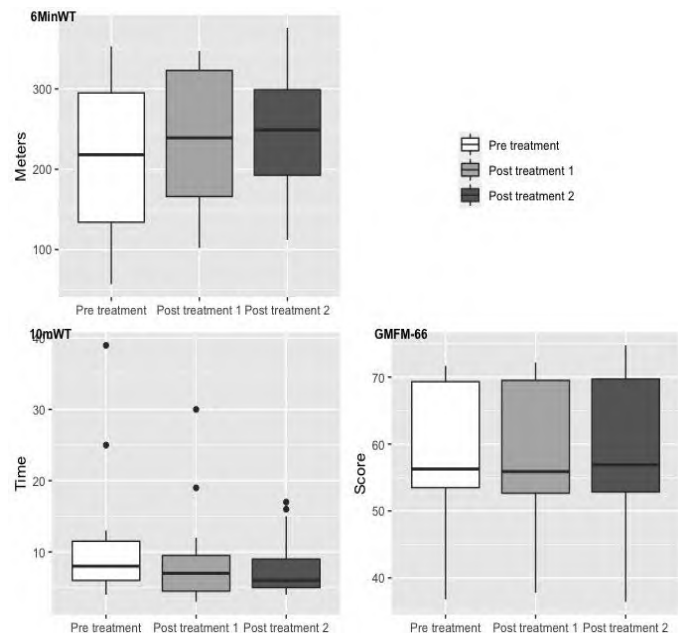 6MinWT
Meters
300
200
100
Pre treatment
Post treatment 1
Post treatment 2
Pre treatment
Post treatment 1
Post treatment 2
10mWT
Time
40
30
20
10
Pre treatment
Post treatment 1
Post treatment 2
GMFM-66
Score
70
60
50
40
Pre treatment
Post treatment 1
Post treatment 2